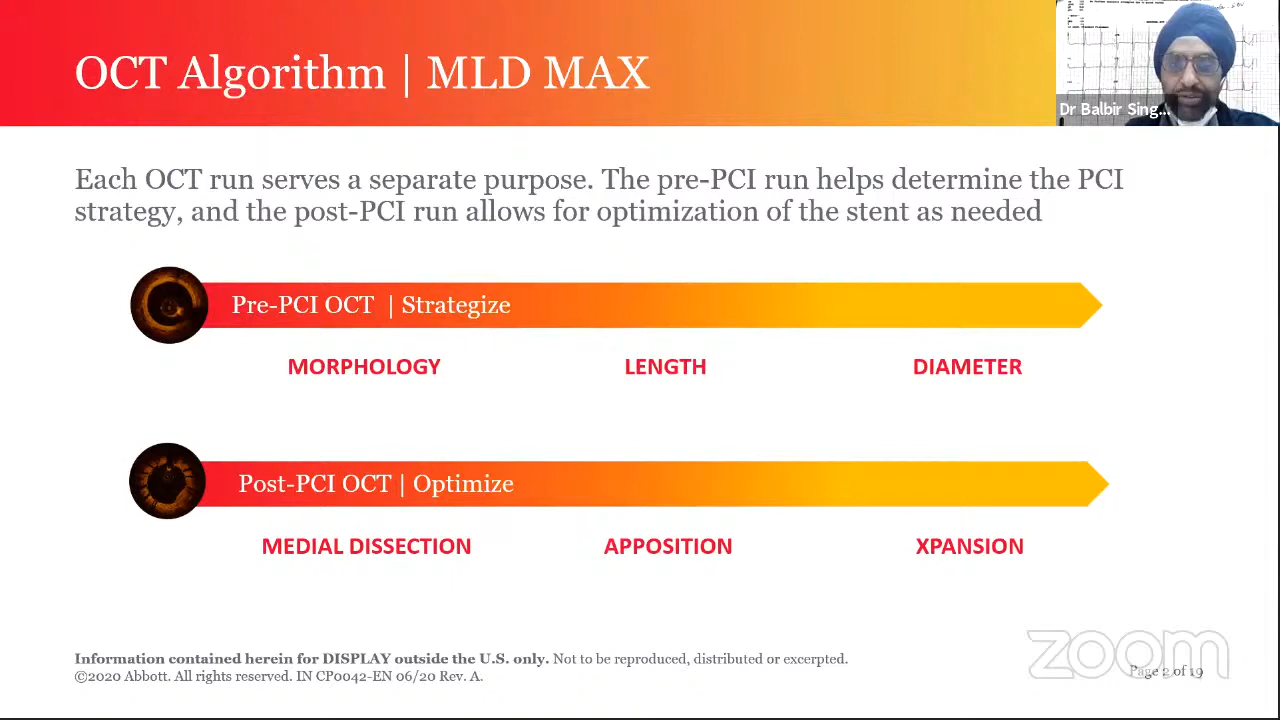 OCT Algorithm | MLD MAX
Dr Balbir Sing...
Each OCT run serves a separate purpose. The pre-PCI run helps determine the PCI
strategy, and the post-PCI run allows for optimization of the stent as needed
Pre-PCI OCT | Strategize
MORPHOLOGY LENGTH DIAMETER
Post-PCI OCT | Optimize
MEDIAL DISSECTION APPOSITION XPANSION
Information contained herein for DISPLAY outside the U.S. only. Not to be reproduced, distributed or excerpted.
©2020 Abbott. All rights reserved. IN CP0042-EN 06/20 Rev. A.
zoom
Page 2 of 19